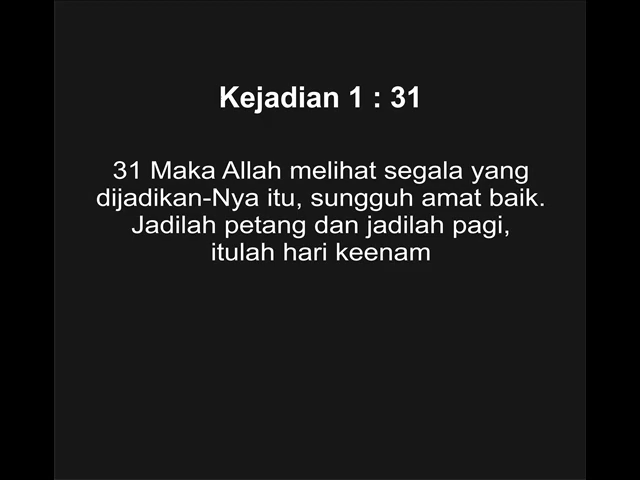 Kejadian 1 : 31
31 Maka Allah melihat segala yang
dijadikan-Nya itu, sungguh amat baik.
Jadilah petang dan jadilah pagi,
itulah hari keenam